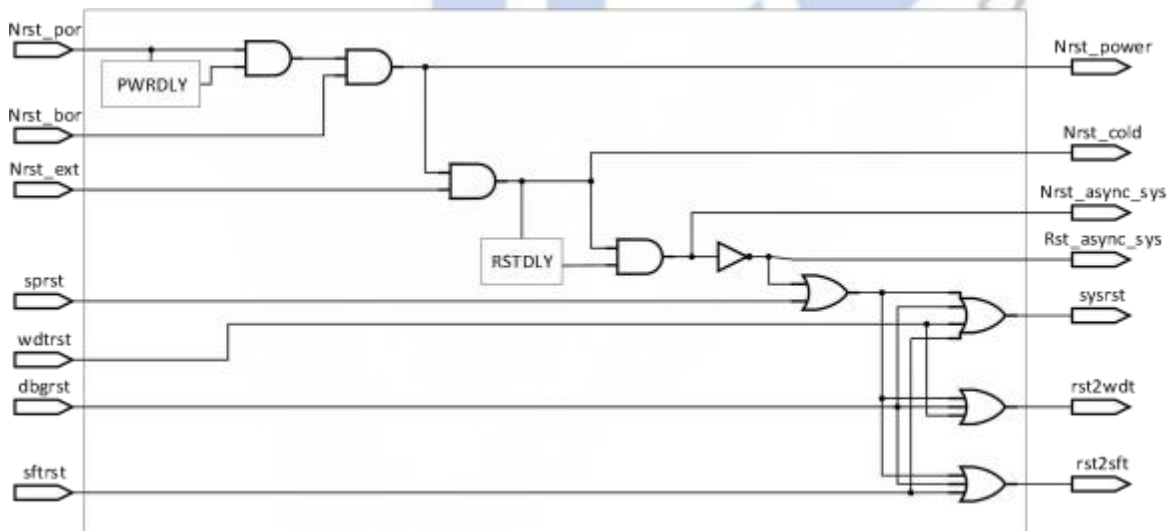 Nrst_por
Nrst_power
PWRDLY
Nrst_bor
Nrst_cold
Nrst_ext
Nrst_async_sys
Rst_async_sys
RSTDLY
sprst
sysrst
wdtrst
dbgrst
rst2wdt
sftrst
rst2sft